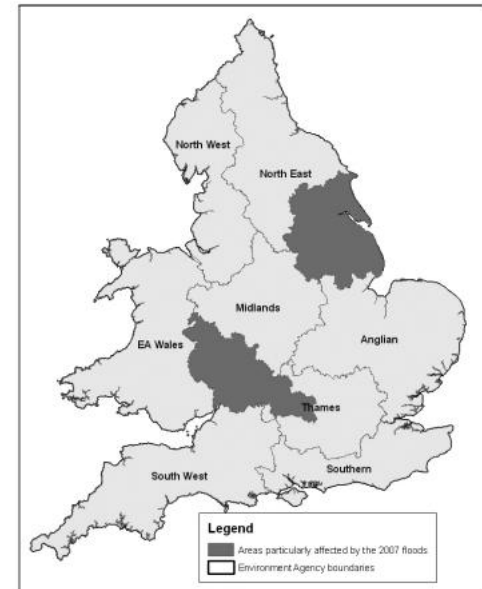 North West
North East
Midlands
EA Wales
Anglian
Thames
South West
Southern
Legend
Areas particularly affected by the 2007 floods
Environment Agency boundaries